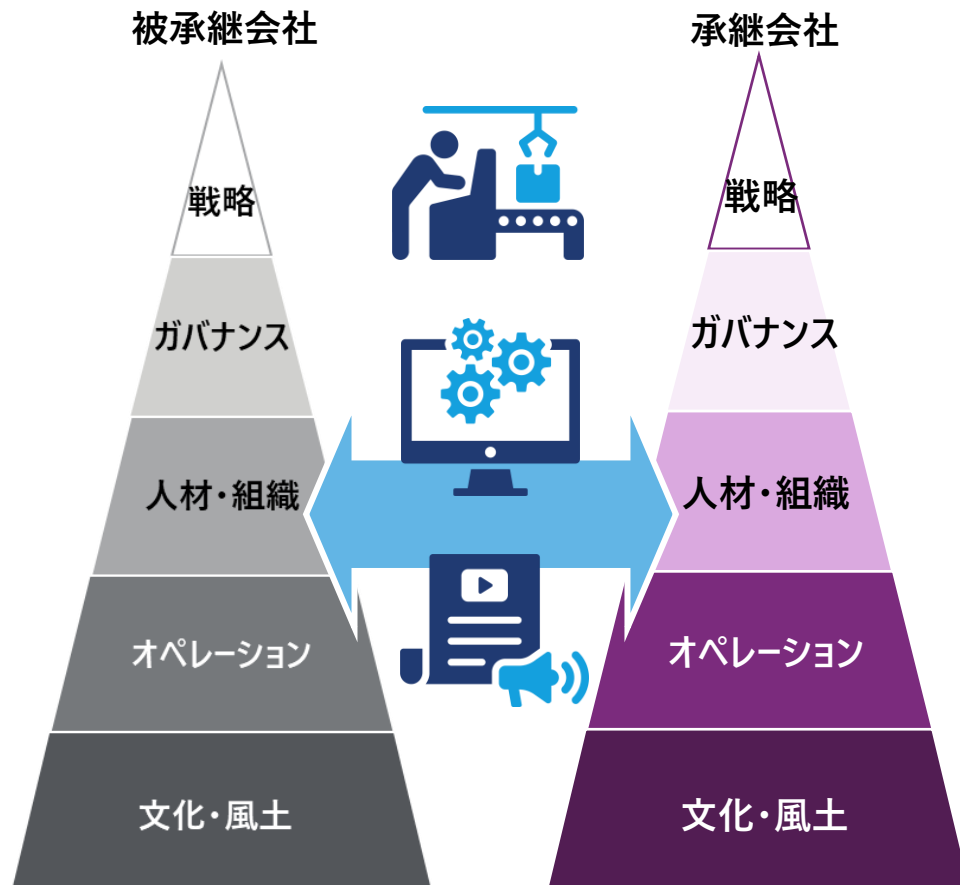 被承継会社
戦略
ガバナンス
人材・組織
オペレーション
文化・風土
承継会社
戦略
ガバナンス
人材・組織
オペレーション
文化・風土